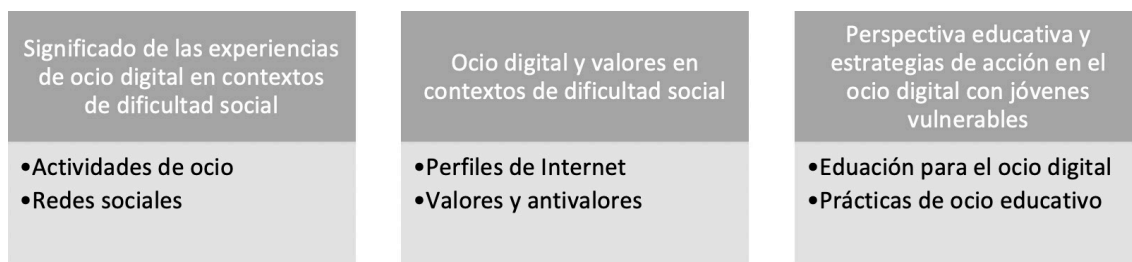 Significado de las experiencias
de ocio digital en contextos
de dificultad social
•Actividades de ocio
•Redes sociales
Ocio digital y valores en
contextos de dificultad social
•Perfiles de Internet
•Valores y antivalores
Perspectiva educativa y
estrategias de acción en el
ocio digital con jóvenes
vulnerables
•Eduación para el ocio digital
•Prácticas de ocio educativo